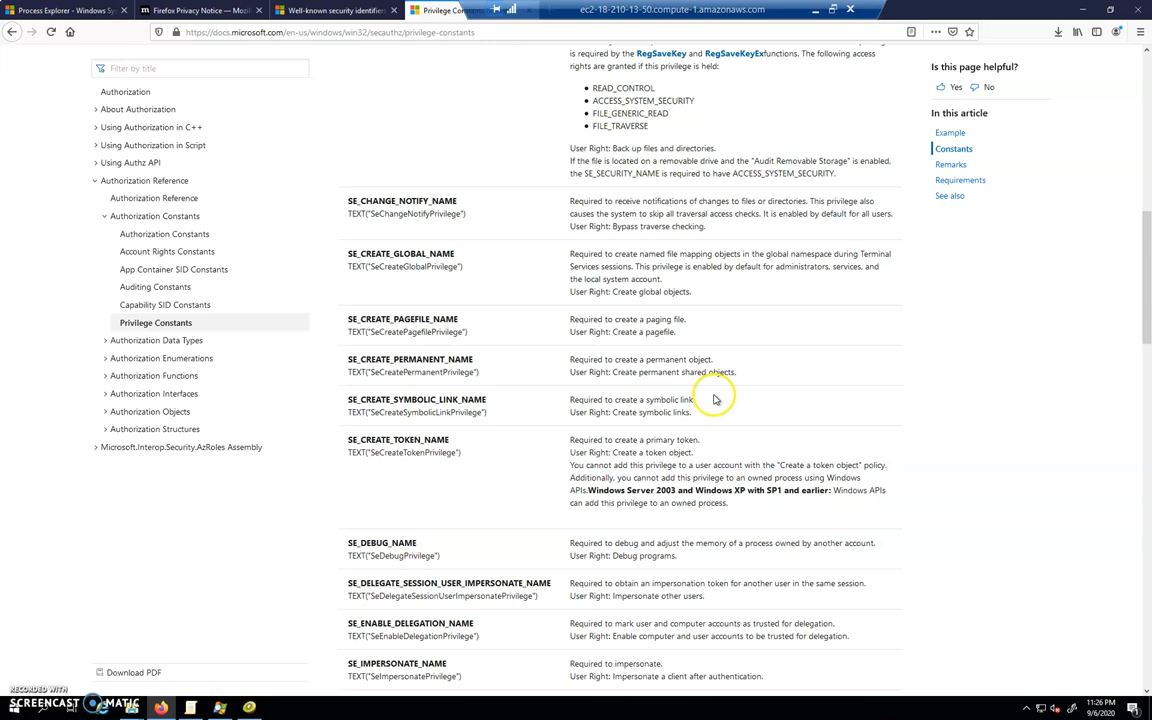 Process Explorer - Windows Sy
Firefox Privacy Notice — Mozil
Well-known security identifiers
Privilege Constan
ec2-18-210-13-50.compute-1.amazonaws.com
https://docs.microsoft.com/en-us/windows/win32/secauthz/privilege-constants
Filter by title
Authorization
About Authorization
Using Authorization in C++
Using Authorization in Script
Using Authz API
Authorization Reference
Authorization Reference
Authorization Constants
Authorization Constants
Account Rights Constants
App Container SID Constants
Auditing Constants
Capability SID Constants
Privilege Constants
Authorization Data Types
Authorization Enumerations
Authorization Functions
Authorization Interfaces
Authorization Objects
Authorization Structures
Microsoft.Interop.Security.AzRoles Assembly
Download PDF
is required by the RegSaveKey and RegSaveKeyExfunctions. The following access
rights are granted if this privilege is held:
READ_CONTROL
ACCESS_SYSTEM_SECURITY
FILE_GENERIC_READ
FILE_TRAVERSE
User Right: Back up files and directories.
If the file is located on a removable drive and the "Audit Removable Storage" is enabled,
the SE_SECURITY_NAME is required to have ACCESS_SYSTEM_SECURITY.
SE_CHANGE_NOTIFY_NAME
TEXT("SeChangeNotifyPrivilege")
Required to receive notifications of changes to files or directories. This privilege also
causes the system to skip all traversal access checks. It is enabled by default for all users.
User Right: Bypass traverse checking.
SE_CREATE_GLOBAL_NAME
TEXT("SeCreateGlobalPrivilege")
Required to create named file mapping objects in the global namespace during Terminal
Services sessions. This privilege is enabled by default for administrators, services, and
the local system account.
User Right: Create global objects.
SE_CREATE_PAGEFILE_NAME
TEXT("SeCreatePagefilePrivilege")
Required to create a paging file.
User Right: Create a pagefile.
SE_CREATE_PERMANENT_NAME
TEXT("SeCreatePermanentPrivilege")
Required to create a permanent object.
User Right: Create permanent shared objects.
SE_CREATE_SYMBOLIC_LINK_NAME
TEXT("SeCreateSymbolicLinkPrivilege")
Required to create a symbolic link.
User Right: Create symbolic links.
SE_CREATE_TOKEN_NAME
TEXT("SeCreateTokenPrivilege")
Required to create a primary token.
User Right: Create a token object.
You cannot add this privilege to a user account with the "Create a token object" policy.
Additionally, you cannot add this privilege to an owned process using Windows
APIs.Windows Server 2003 and Windows XP with SP1 and earlier: Windows APIs
can add this privilege to an owned process.
SE_DEBUG_NAME
TEXT("SeDebugPrivilege")
Required to debug and adjust the memory of a process owned by another account.
User Right: Debug programs.
SE_DELEGATE_SESSION_USER_IMPERSONATE_NAME
TEXT("SeDelegateSessionUserImpersonatePrivilege")
Required to obtain an impersonation token for another user in the same session.
User Right: Impersonate other users.
SE_ENABLE_DELEGATION_NAME
TEXT("SeEnableDelegationPrivilege")
Required to mark user and computer accounts as trusted for delegation.
User Right: Enable computer and user accounts to be trusted for delegation.
SE_IMPERSONATE_NAME
TEXT("SeImpersonatePrivilege")
Required to impersonate.
User Right: Impersonate a client after authentication.
Is this page helpful?
Yes No
In this article
Example
Constants
Remarks
Requirements
See also
RECORDED WITH
SCREENCAST MATIC
11:26 PM
9/6/2020